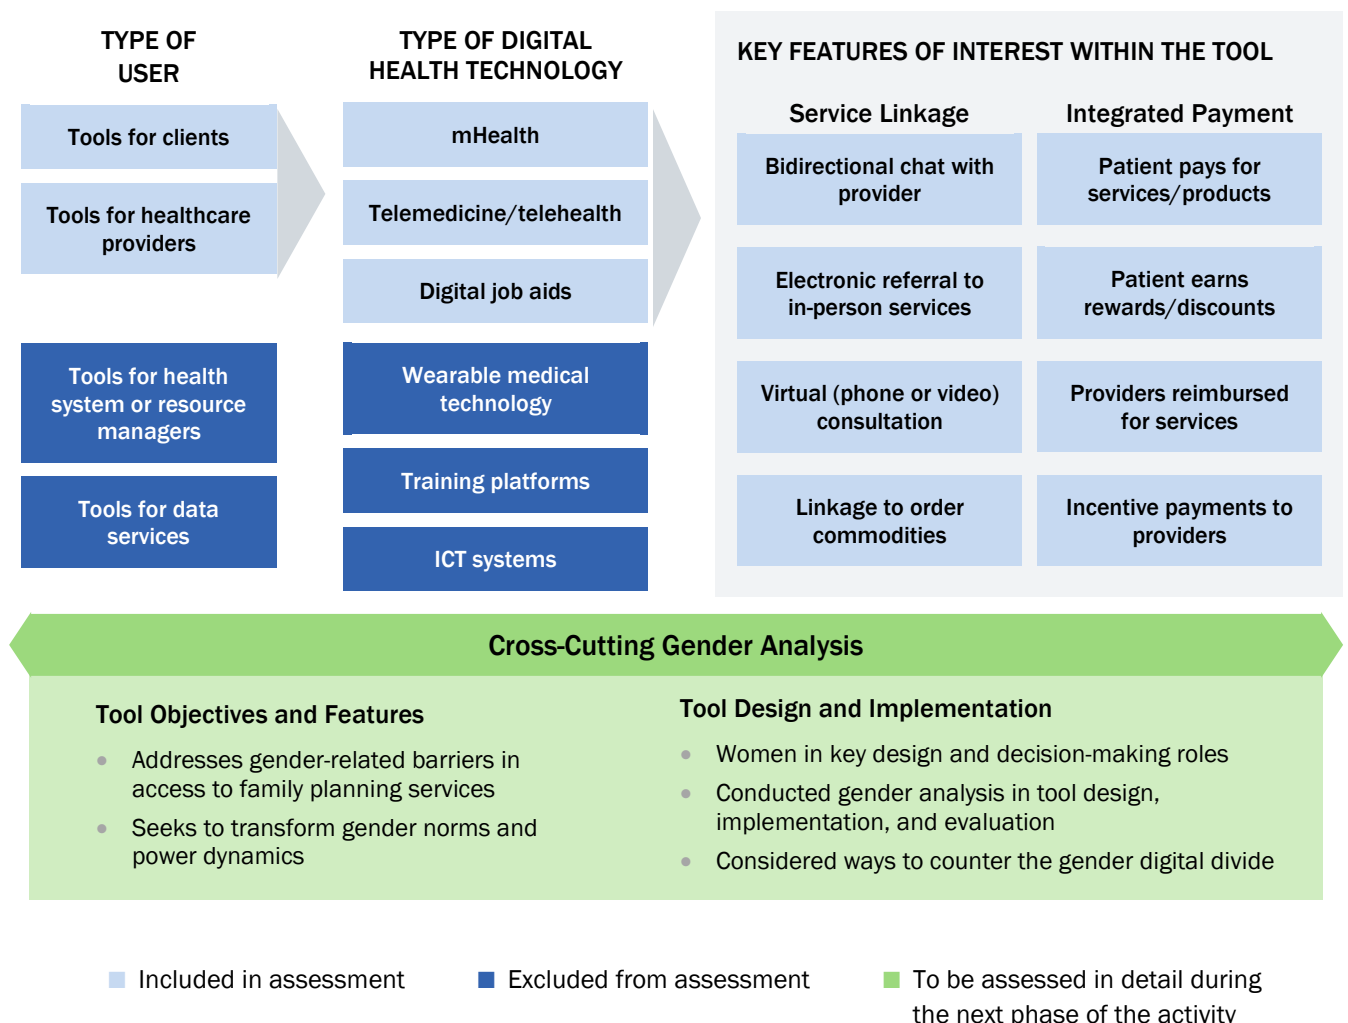 TYPE OF
USER
Tools for clients
Tools for healthcare
providers
Tools for health
system or resource
managers
Tools for data
services
TYPE OF DIGITAL
HEALTH TECHNOLOGY
mHealth
Telemedicine/telehealth
Digital job aids
Wearable medical
technology
Training platforms
ICT systems
KEY FEATURES OF INTEREST WITHIN THE TOOL
Service Linkage
Bidirectional chat with
provider
Electronic referral to
in-person services
Virtual (phone or video)
consultation
Linkage to order
commodities
Integrated Payment
Patient pays for
services/products
Patient earns
rewards/discounts
Providers reimbursed
for services
Incentive payments to
providers
Cross-Cutting Gender Analysis
Tool Objectives and Features
• Addresses gender-related barriers in
access to family planning services
• Seeks to transform gender norms and
power dynamics
Tool Design and Implementation
• Women in key design and decision-making roles
• Conducted gender analysis in tool design,
implementation, and evaluation
• Considered ways to counter the gender digital divide
Included in assessment
Excluded from assessment
To be assessed in detail during
the next phase of the activity